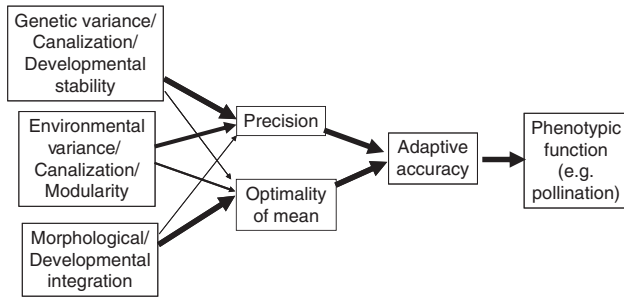 Genetic variance/
Canalization/
Developmental
stability
Environmental
variance/
Canalization/
Modularity
Morphological/
Developmental
integration
Precision
Optimality
of mean
Adaptive
accuracy
Phenotypic
function
(e.g.
pollination)